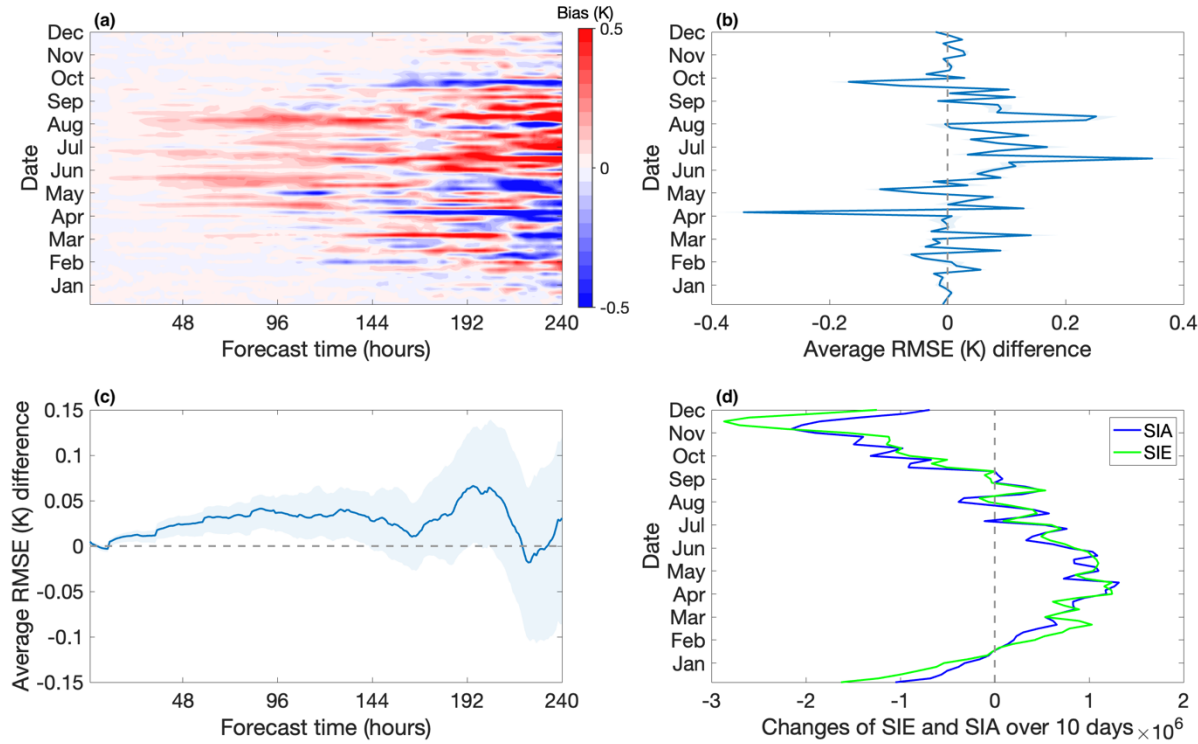 (a)
Bias (K)
0.5
0
-0.5
Dec
Nov
Oct
Sep
Aug
Jul
Jun
May
Apr
Mar
Feb
Jan
Date
48 96 144 192 240
Forecast time (hours)
(b)
Dec
Nov
Oct
Sep
Aug
Jul
Jun
May
Apr
Mar
Feb
Jan
Date
-0.4 -0.2 0 0.2 0.4
Average RMSE (K) difference
(c)
0.15
0.1
0.05
0
-0.05
-0.1
-0.15
Average RMSE (K) difference
48 96 144 192 240
Forecast time (hours)
(d)
Dec
Nov
Oct
Sep
Aug
Jul
Jun
May
Apr
Mar
Feb
Jan
Date
SIA
SIE
-3 -2 -1 0 1 2
Changes of SIE and SIA over 10 days ×10⁶